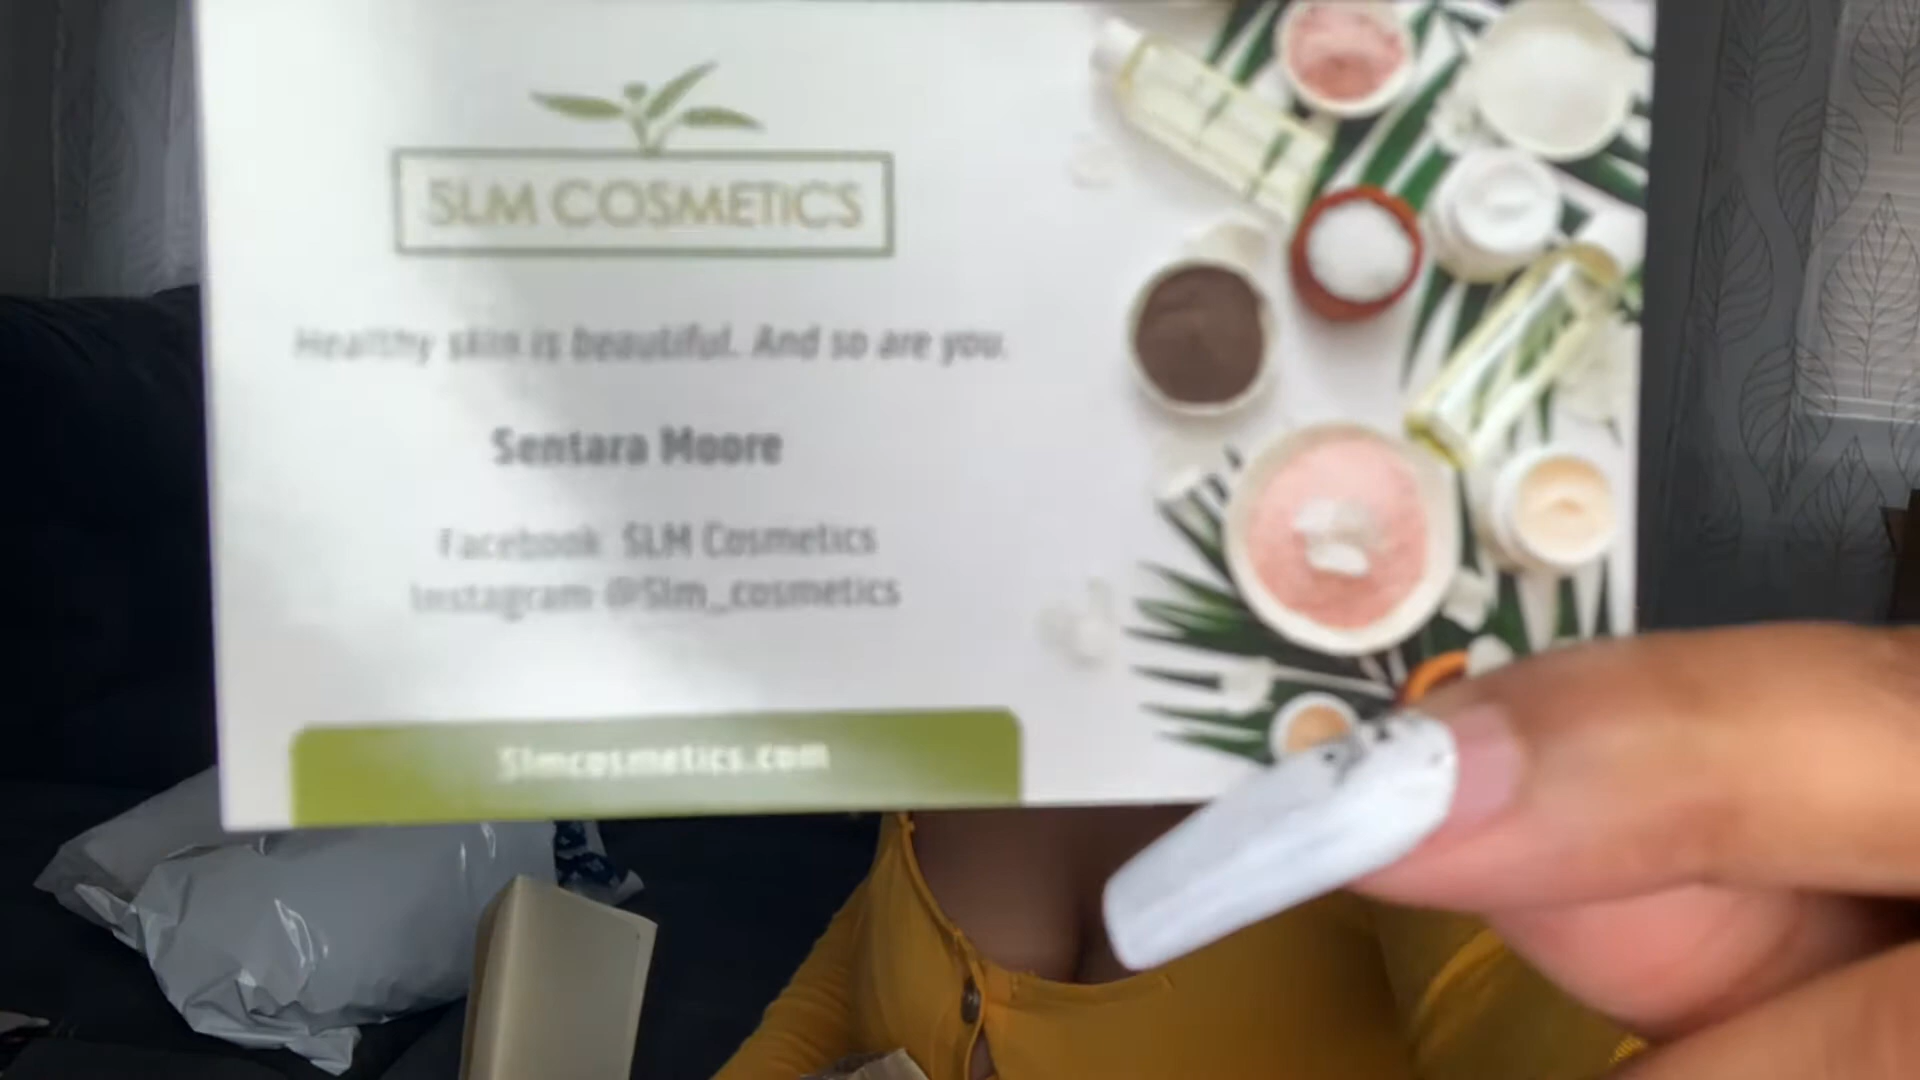 SLM COSMETICS
Healthy skin is beautiful. And so are you.
Sentara Moore
Facebook: SLM Cosmetics
Instagram @Slm_cosmetics
Slmcosmetics.com